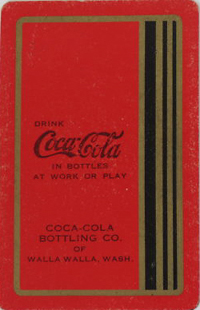 DRINK
Coca-Cola
IN BOTTLES
AT WORK OR PLAY
COCA-COLA
BOTTLING CO.
OF
WALLA WALLA, WASH.